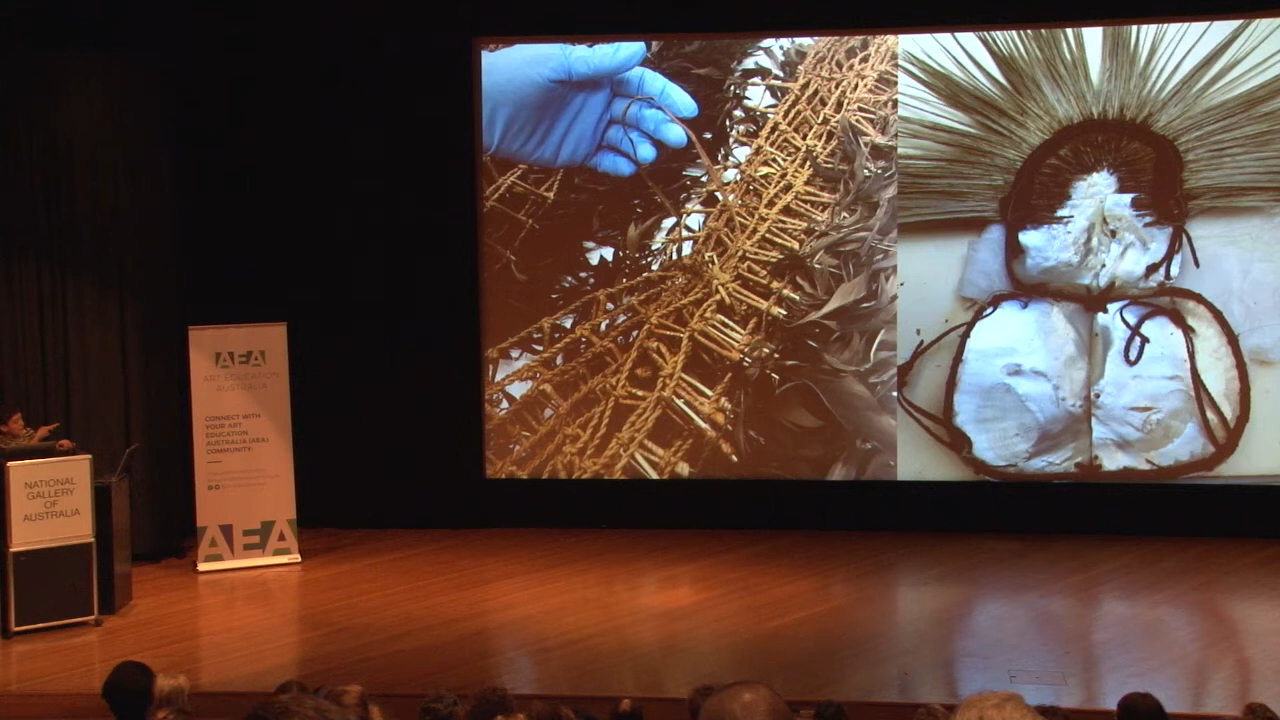 AEA
ART EDUCATION
AUSTRALIA
CONNECT WITH
YOUR ART
EDUCATION
AUSTRALIA (AEA)
COMMUNITY:
AEA
NATIONAL
GALLERY
OF
AUSTRALIA